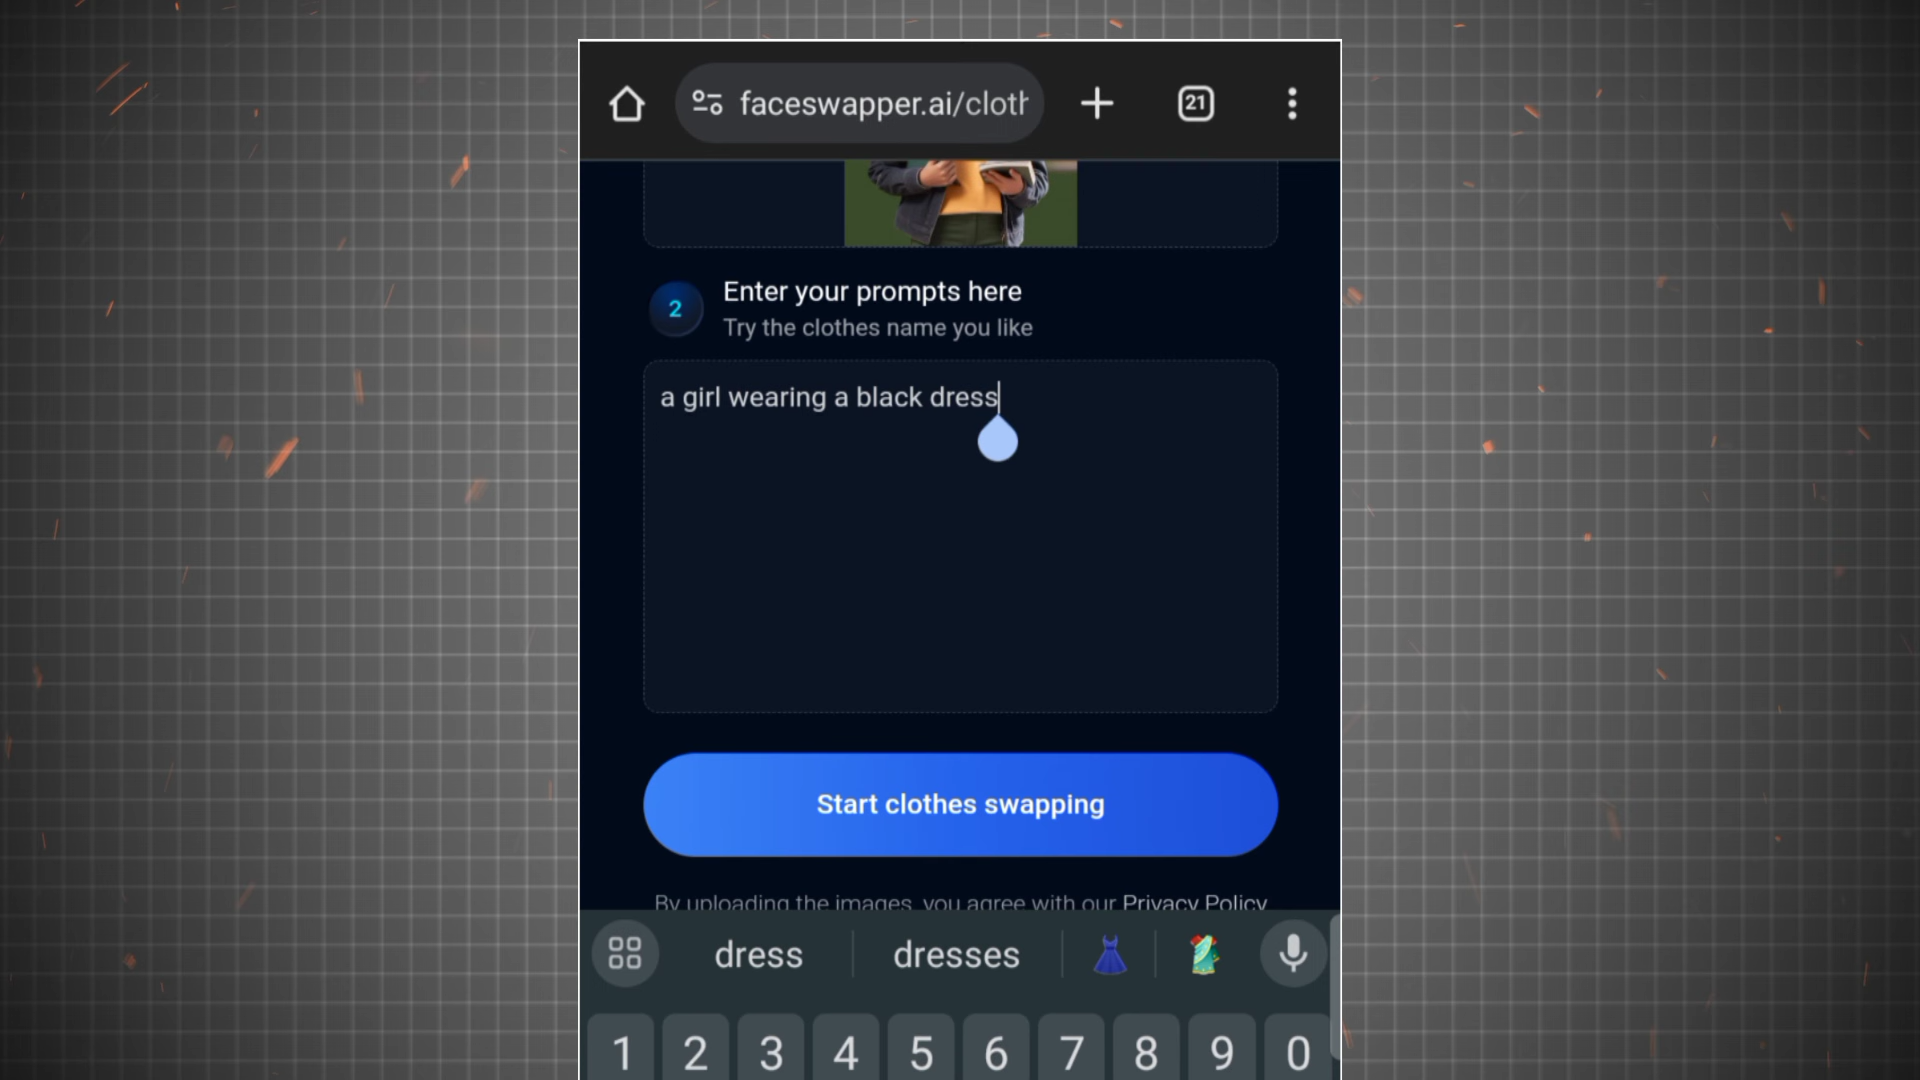 faceswapper.ai/cloth
21
2
Enter your prompts here
Try the clothes name you like
a girl wearing a black dress
Start clothes swapping
By uploading the images, you agree with our Privacy Policy
dress dresses
1 2 3 4 5 6 7 8 9 0